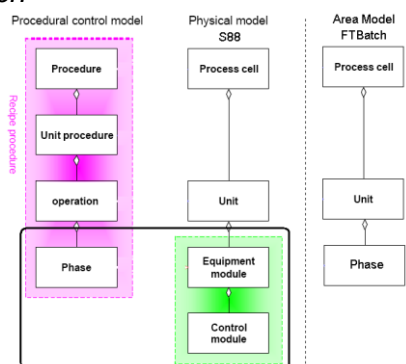 Procedural control model
Physical model
S88
Area Model
FTBatch
Recipe procedure
Procedure
Unit procedure
operation
Phase
Process cell
Unit
Equipment
module
Control
module
Process cell
Unit
Phase